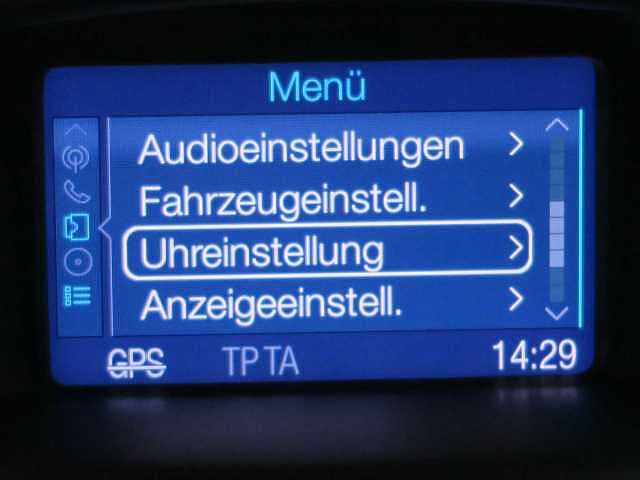 Menü
Audioeinstellungen
Fahrzeugeinstell.
Uhreinstellung
Anzeigeeinstell.
GPS TP TA 14:29